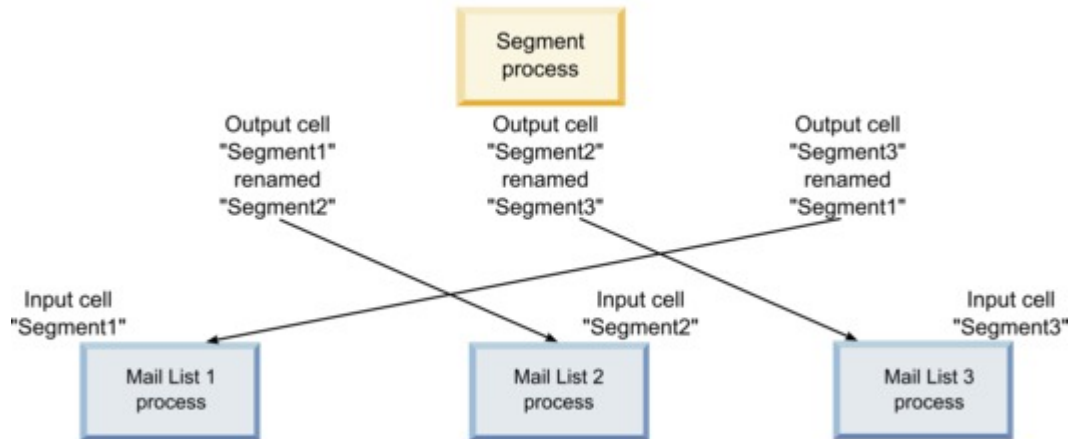 Segment
process
Output cell
"Segment1"
renamed
"Segment2"
Output cell
"Segment2"
renamed
"Segment3"
Output cell
"Segment3"
renamed
"Segment1"
Input cell
"Segment1"
Input cell
"Segment2"
Input cell
"Segment3"
Mail List 1
process
Mail List 2
process
Mail List 3
process